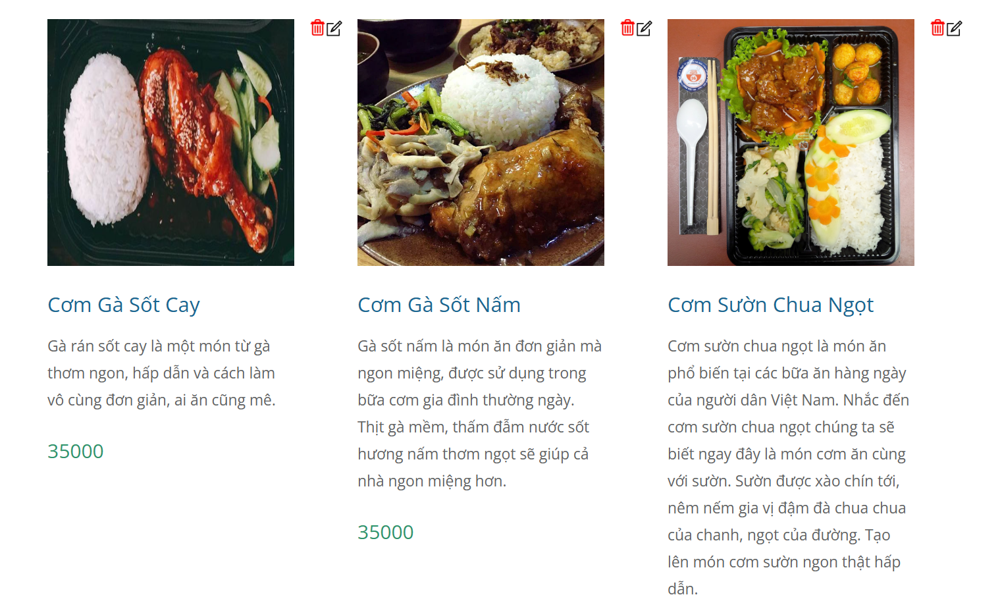 Cơm Gà Sốt Cay
Gà rán sốt cay là một món từ gà
thơm ngon, hấp dẫn và cách làm
vô cùng đơn giản, ai ăn cũng mê.
35000
Cơm Gà Sốt Nấm
Gà sốt nấm là món ăn đơn giản mà
ngon miệng, được sử dụng trong
bữa cơm gia đình thường ngày.
Thịt gà mềm, thấm đẫm nước sốt
hương nấm thơm ngọt sẽ giúp cả
nhà ngon miệng hơn.
35000
Cơm Sườn Chua Ngọt
Cơm sườn chua ngọt là món ăn
phổ biến tại các bữa ăn hàng ngày
của người dân Việt Nam. Nhắc đến
cơm sườn chua ngọt chúng ta sẽ
biết ngay đây là món cơm ăn cùng
với sườn. Sườn được xào chín tới,
nêm nếm gia vị đậm đà chua chua
của chanh, ngọt của đường. Tạo
lên món cơm sườn ngon thật hấp
dẫn.